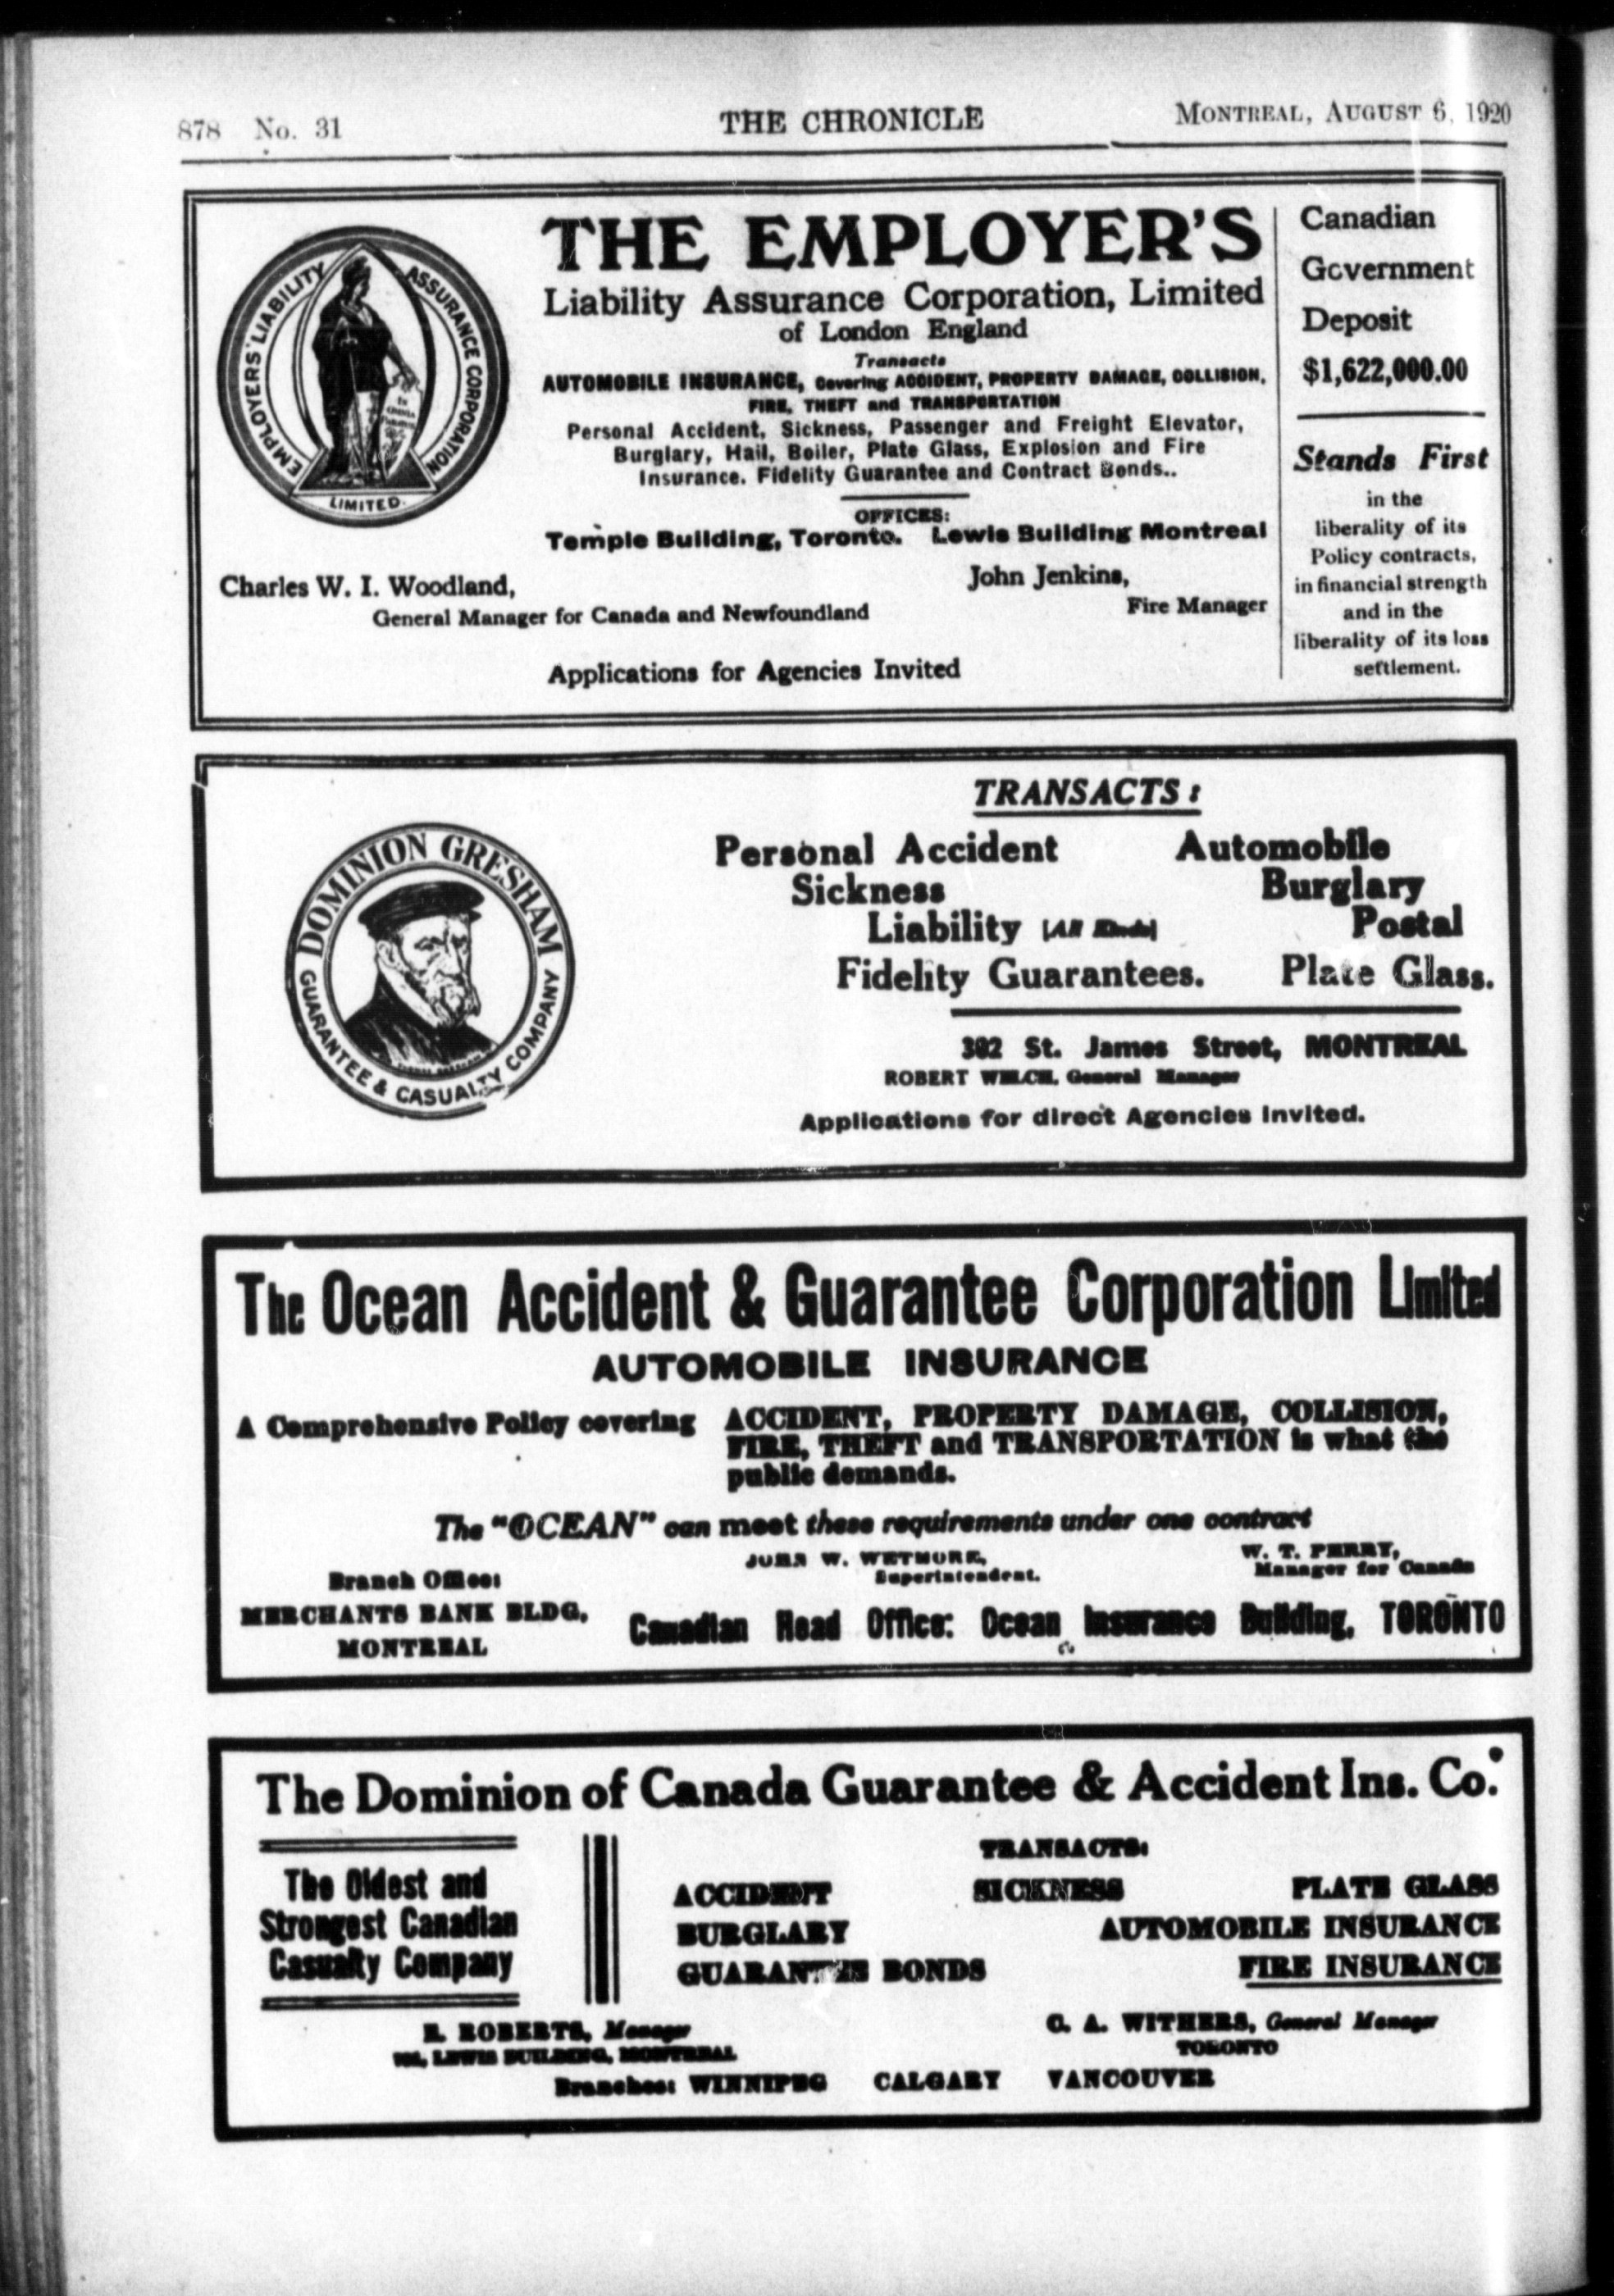 878 No. 31
THE CHRONICLE
MONTREAL, AUGUST 6, 1920
EMPLOYERS' LIABILITY ASSURANCE CORPORATION
LIMITED.
THE EMPLOYER'S
Liability Assurance Corporation, Limited
of London England
Transacts
AUTOMOBILE INSURANCE, Covering ACCIDENT, PROPERTY DAMAGE, COLLISION,
FIRE, THEFT and TRANSPORTATION
Personal Accident, Sickness, Passenger and Freight Elevator,
Burglary, Hail, Boiler, Plate Glass, Explosion and Fire
Insurance. Fidelity Guarantee and Contract Bonds..
OFFICES:
Temple Building, Toronto. Lewis Building Montreal
Charles W. I. Woodland,
General Manager for Canada and Newfoundland
John Jenkins,
Fire Manager
Applications for Agencies Invited
Canadian
Government
Deposit
$1,622,000.00
Stands First
in the
liberality of its
Policy contracts,
in financial strength
and in the
liberality of its loss
settlement.
DOMINION GRESHAM
GUARANTEE & CASUALTY COMPANY
TRANSACTS:
Personal Accident Automobile
Sickness Burglary
Liability [All Kinds] Postal
Fidelity Guarantees. Plate Glass.
302 St. James Street, MONTREAL
ROBERT WELCH, General Manager
Applications for direct Agencies Invited.
The Ocean Accident & Guarantee Corporation Limited
AUTOMOBILE INSURANCE
A Comprehensive Policy covering ACCIDENT, PROPERTY DAMAGE, COLLISION,
FIRE, THEFT and TRANSPORTATION is what the
public demands.
The "OCEAN" can meet these requirements under one contract
Branch Office:
MERCHANTS BANK BLDG,
MONTREAL
JOHN W. WETMORE,
Superintendent.
W. T. PERRY,
Manager for Canada
Canadian Head Office: Ocean Insurance Building, TORONTO
The Dominion of Canada Guarantee & Accident Ins. Co.
The Oldest and
Strongest Canadian
Casualty Company
TRANSACTS:
ACCIDENT SICKNESS PLATE GLASS
BURGLARY AUTOMOBILE INSURANCE
GUARANTEE BONDS FIRE INSURANCE
E. ROBERTS, Manager
LEWIS BUILDING, MONTREAL
C. A. WITHERS, General Manager
TORONTO
Branches: WINNIPEG CALGARY VANCOUVER